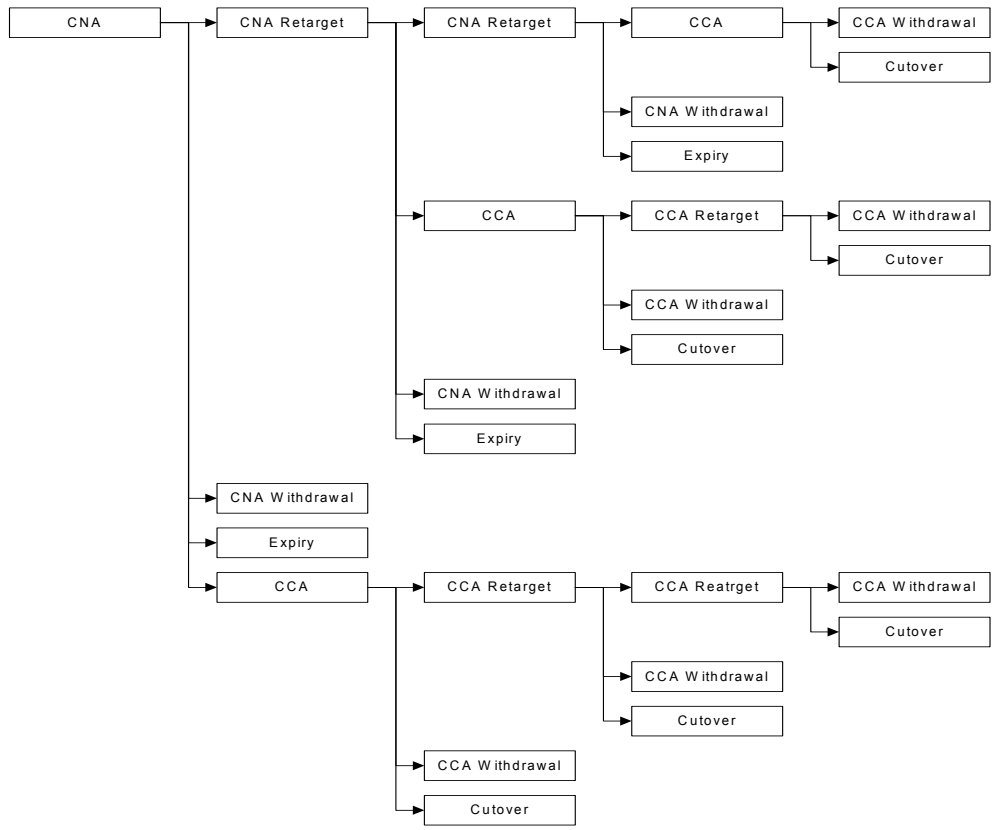 CNA
CNA Retarget
CNA Retarget
CCA
CCA Withdrawal
Cutover
CNA Withdrawal
Expiry
CCA
CCA Retarget
CCA Withdrawal
Cutover
CCA Withdrawal
Cutover
CNA Withdrawal
Expiry
CNA Withdrawal
Expiry
CCA
CCA Retarget
CCA Reatrget
CCA Withdrawal
Cutover
CCA Withdrawal
Cutover
CCA Withdrawal
Cutover